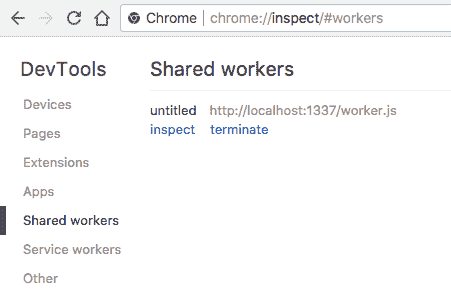 Chrome | chrome://inspect/#workers
DevTools
Devices
Pages
Extensions
Apps
Shared workers
Service workers
Other
Shared workers
untitled http://localhost:1337/worker.js
inspect terminate